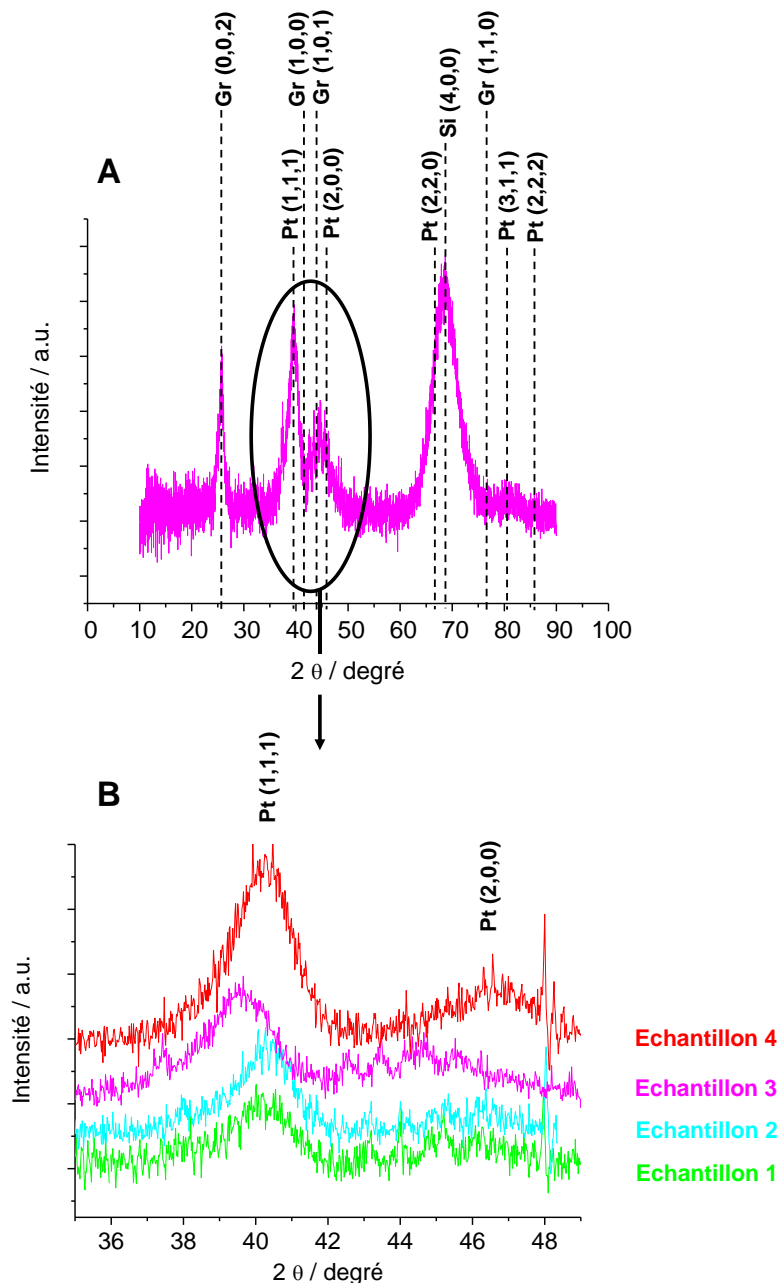 Gr (0,0,2)
Gr (1,0,0)
Gr (1,0,1)
Si (4,0,0)
Gr (1,1,0)
A
Pt (1,1,1)
Pt (2,0,0)
Pt (2,2,0)
Pt (3,1,1)
Pt (2,2,2)
Intensité / a.u.
0 10 20 30 40 50 60 70 80 90 100
2 θ / degré
B
Pt (1,1,1)
Pt (2,0,0)
Intensité / a.u.
Echantillon 4
Echantillon 3
Echantillon 2
Echantillon 1
36 38 40 42 44 46 48
2 θ / degré